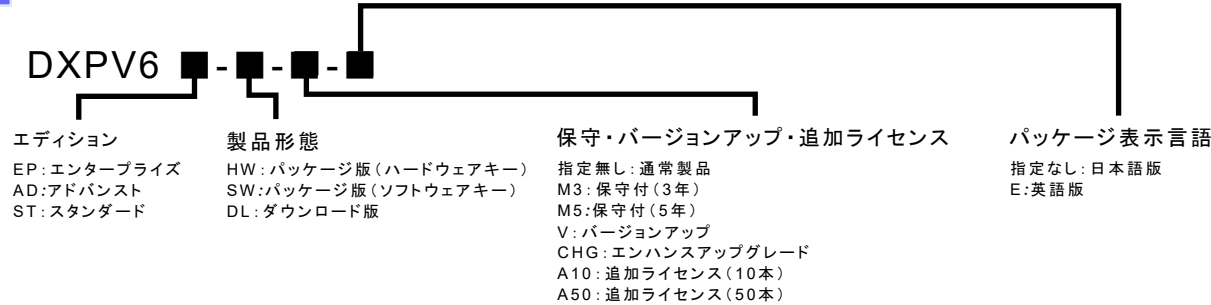 DXPV6 ■-■-■-■
エディション
EP:エンタープライズ
AD:アドバンスト
ST:スタンダード
製品形態
HW:パッケージ版(ハードウェアキー)
SW:パッケージ版(ソフトウェアキー)
DL:ダウンロード版
保守・バージョンアップ・追加ライセンス
指定無し:通常製品
M3:保守付(3年)
M5:保守付(5年)
V:バージョンアップ
CHG:エンハンスアップグレード
A10:追加ライセンス(10本)
A50:追加ライセンス(50本)
パッケージ表示言語
指定なし:日本語版
E:英語版